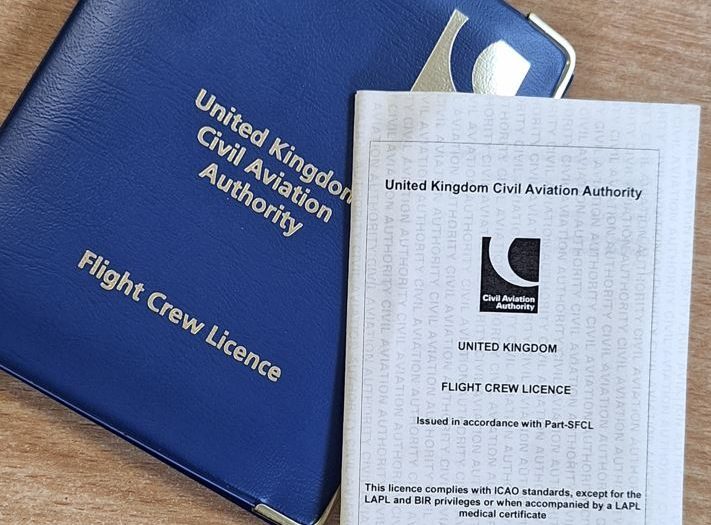 United Kingdom
Civil Aviation
Authority
Flight Crew Licence
United Kingdom Civil Aviation Authority
Civil Aviation
Authority
UNITED KINGDOM
FLIGHT CREW LICENCE
Issued in accordance with Part-SFCL
This licence complies with ICAO standards, except for the
LAPL and BIR privileges or when accompanied by a LAPL
medical certificate